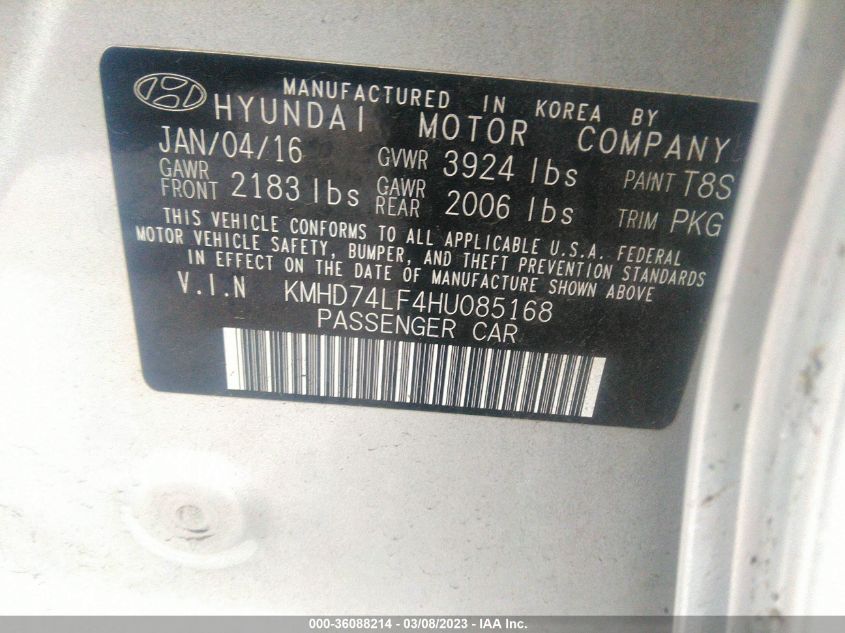 MANUFACTURED IN KOREA BY
HYUNDAI MOTOR COMPANY
JAN/04/16 GVWR 3924 lbs PAINT T8S
GAWR FRONT 2183 lbs GAWR REAR 2006 lbs TRIM PKG
THIS VEHICLE CONFORMS TO ALL APPLICABLE U.S.A. FEDERAL
MOTOR VEHICLE SAFETY, BUMPER, AND THEFT PREVENTION STANDARDS
IN EFFECT ON THE DATE OF MANUFACTURE SHOWN ABOVE
V.I.N KMHD74LF4HU085168
PASSENGER CAR
000-36088214 - 03/08/2023 - IAA Inc.